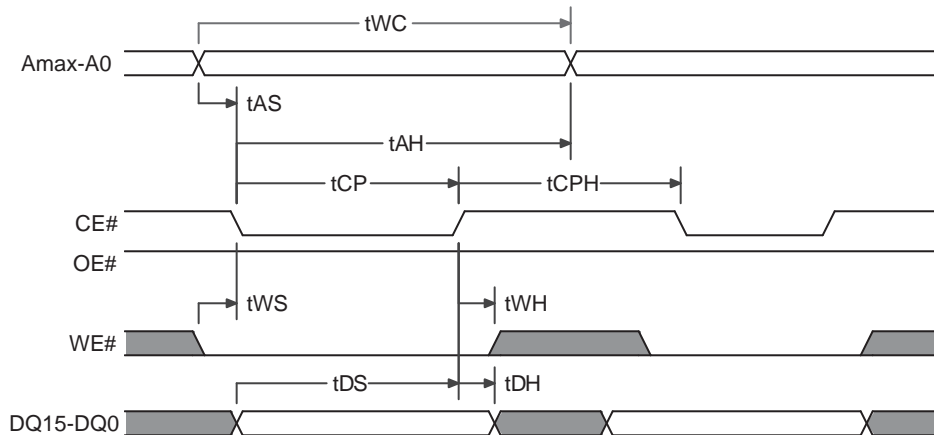 tWC
Amax-A0
tAS
tAH
tCP tCPH
CE#
OE#
tWS tWH
WE#
tDS tDH
DQ15-DQ0